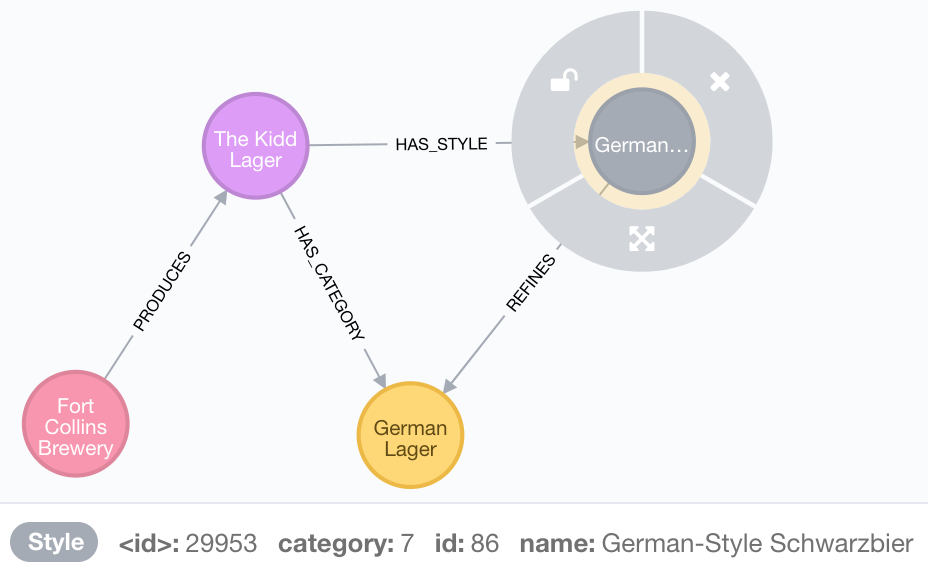 The Kidd
Lager
HAS_STYLE
German...
PRODUCES
HAS_CATEGORY
REFINES
Fort
Collins
Brewery
German
Lager
Style <id>: 29953 category: 7 id: 86 name: German-Style Schwarzbier